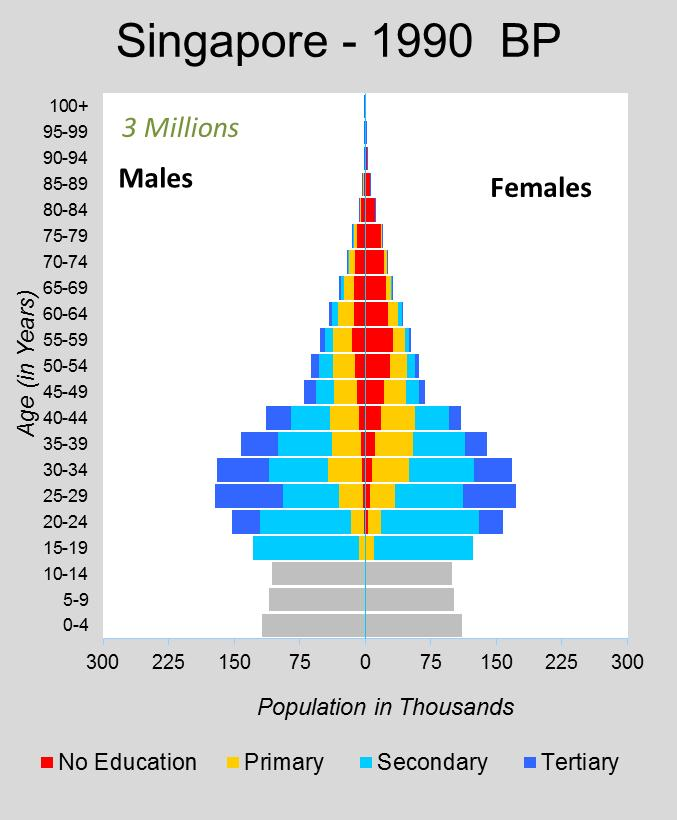 Singapore - 1990 BP
3 Millions
Males
Females
Age (in Years)
100+
95-99
90-94
85-89
80-84
75-79
70-74
65-69
60-64
55-59
50-54
45-49
40-44
35-39
30-34
25-29
20-24
15-19
10-14
5-9
0-4
300 225 150 75 0 75 150 225 300
Population in Thousands
No Education Primary Secondary Tertiary